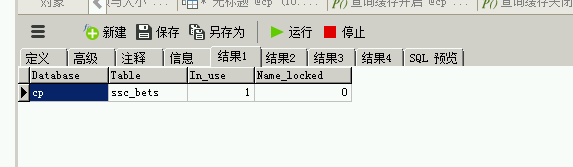 对象
与大小
* 无标题 @cp (10.
P() 查询缓存开启 @cp ...
P() 查询缓存关闭
新建 保存 另存为 运行 停止
定义 高级 注释 信息 结果1 结果2 结果3 结果4 SQL 预览
Database Table In_use Name_locked
cp ssc_bets 1 0